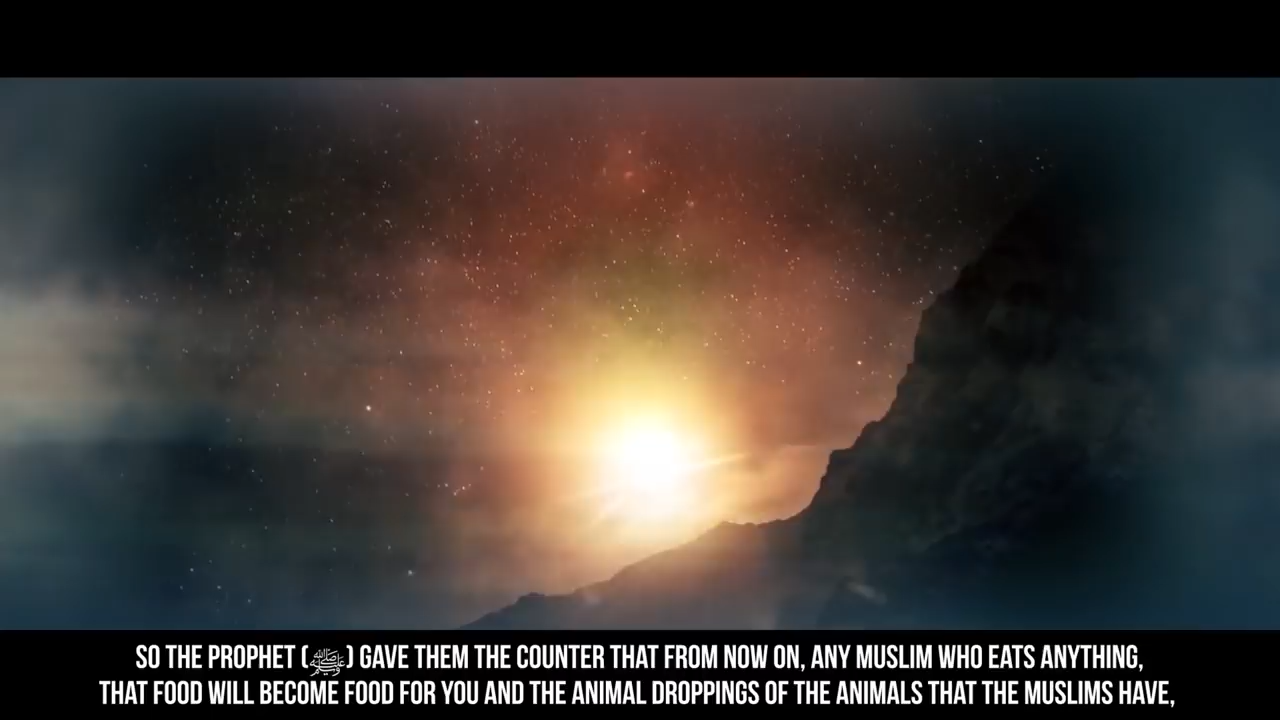 SO THE PROPHET (ﷺ) GAVE THEM THE COUNTER THAT FROM NOW ON, ANY MUSLIM WHO EATS ANYTHING,
THAT FOOD WILL BECOME FOOD FOR YOU AND THE ANIMAL DROPPINGS OF THE ANIMALS THAT THE MUSLIMS HAVE,